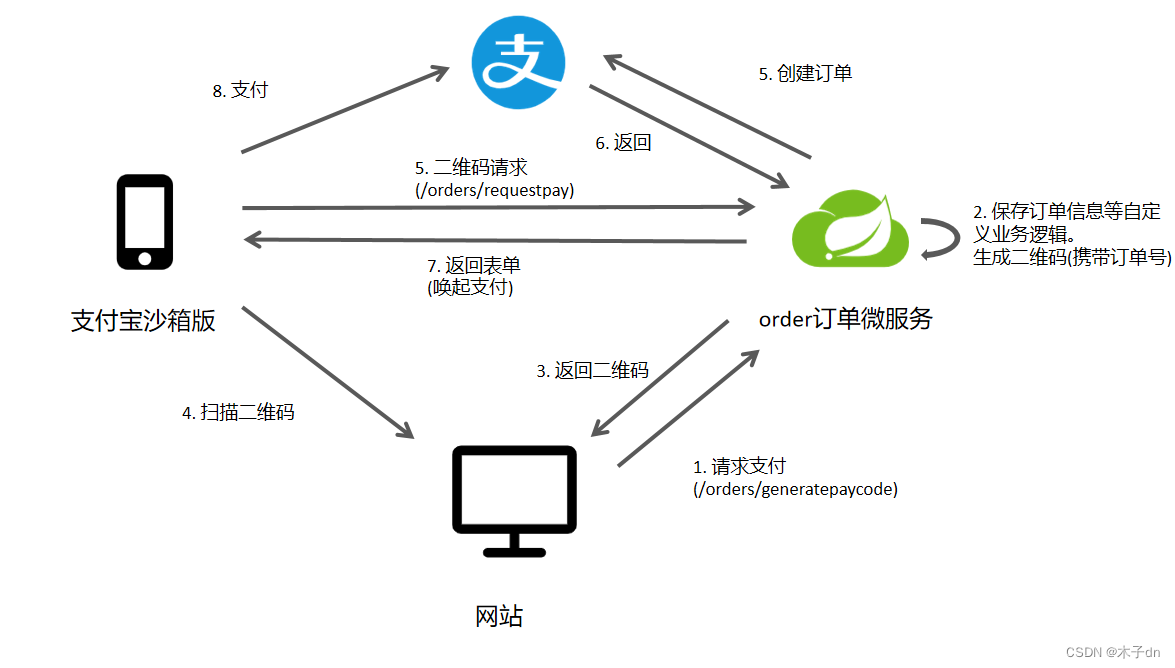 支
8. 支付
5. 创建订单
6. 返回
5. 二维码请求
(/orders/requestpay)
2. 保存订单信息等自定
义业务逻辑。
生成二维码(携带订单号)
7. 返回表单
(唤起支付)
支付宝沙箱版
order订单微服务
3. 返回二维码
4. 扫描二维码
1. 请求支付
(/orders/generatepaycode)
网站
CSDN @木子dn